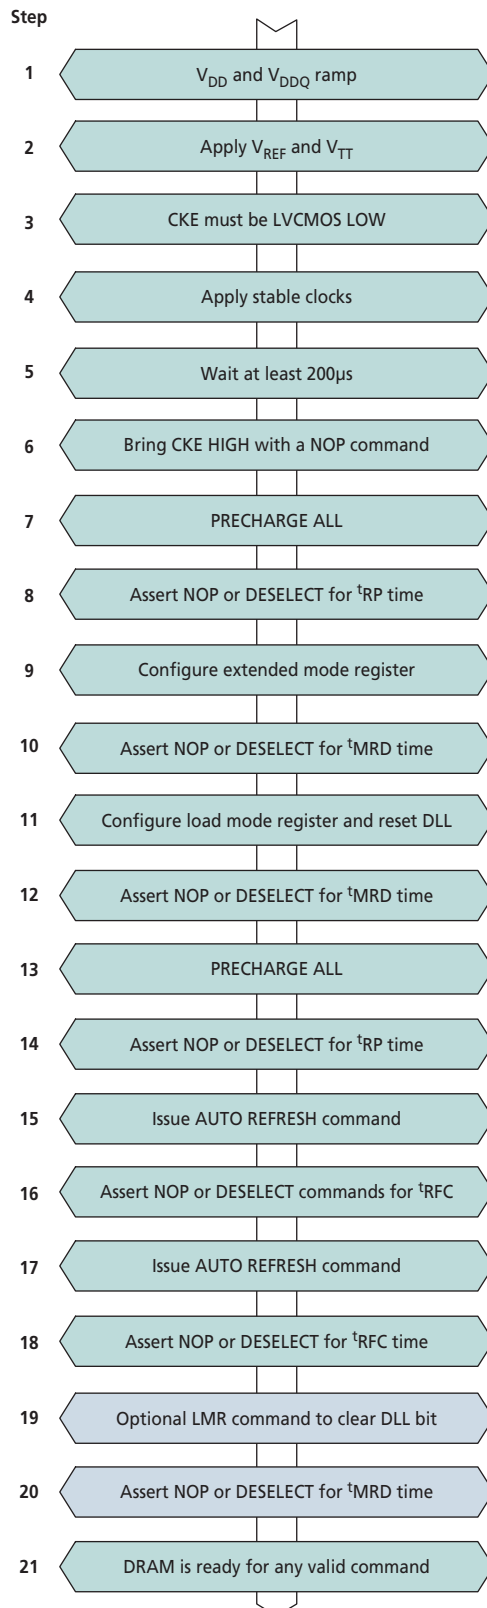 Step
1 V_DD and V_DDQ ramp
2 Apply V_REF and V_TT
3 CKE must be LVCMOS LOW
4 Apply stable clocks
5 Wait at least 200µs
6 Bring CKE HIGH with a NOP command
7 PRECHARGE ALL
8 Assert NOP or DESELECT for ᵗRP time
9 Configure extended mode register
10 Assert NOP or DESELECT for ᵗMRD time
11 Configure load mode register and reset DLL
12 Assert NOP or DESELECT for ᵗMRD time
13 PRECHARGE ALL
14 Assert NOP or DESELECT for ᵗRP time
15 Issue AUTO REFRESH command
16 Assert NOP or DESELECT commands for ᵗRFC
17 Issue AUTO REFRESH command
18 Assert NOP or DESELECT for ᵗRFC time
19 Optional LMR command to clear DLL bit
20 Assert NOP or DESELECT for ᵗMRD time
21 DRAM is ready for any valid command